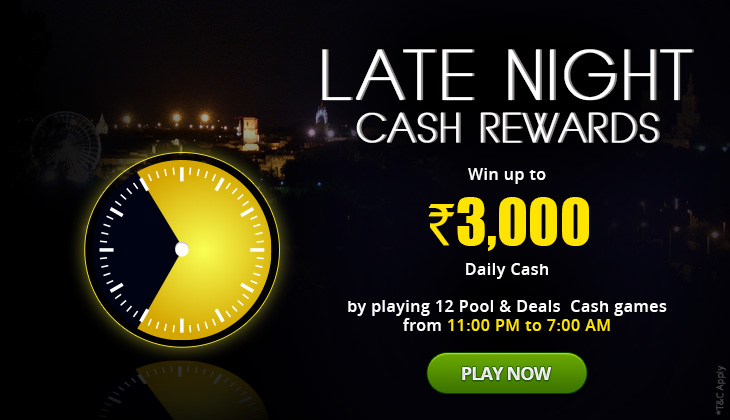 LATE NIGHT
CASH REWARDS
Win up to
₹3,000
Daily Cash
by playing 12 Pool & Deals Cash games
from 11:00 PM to 7:00 AM
PLAY NOW
*T&C Apply